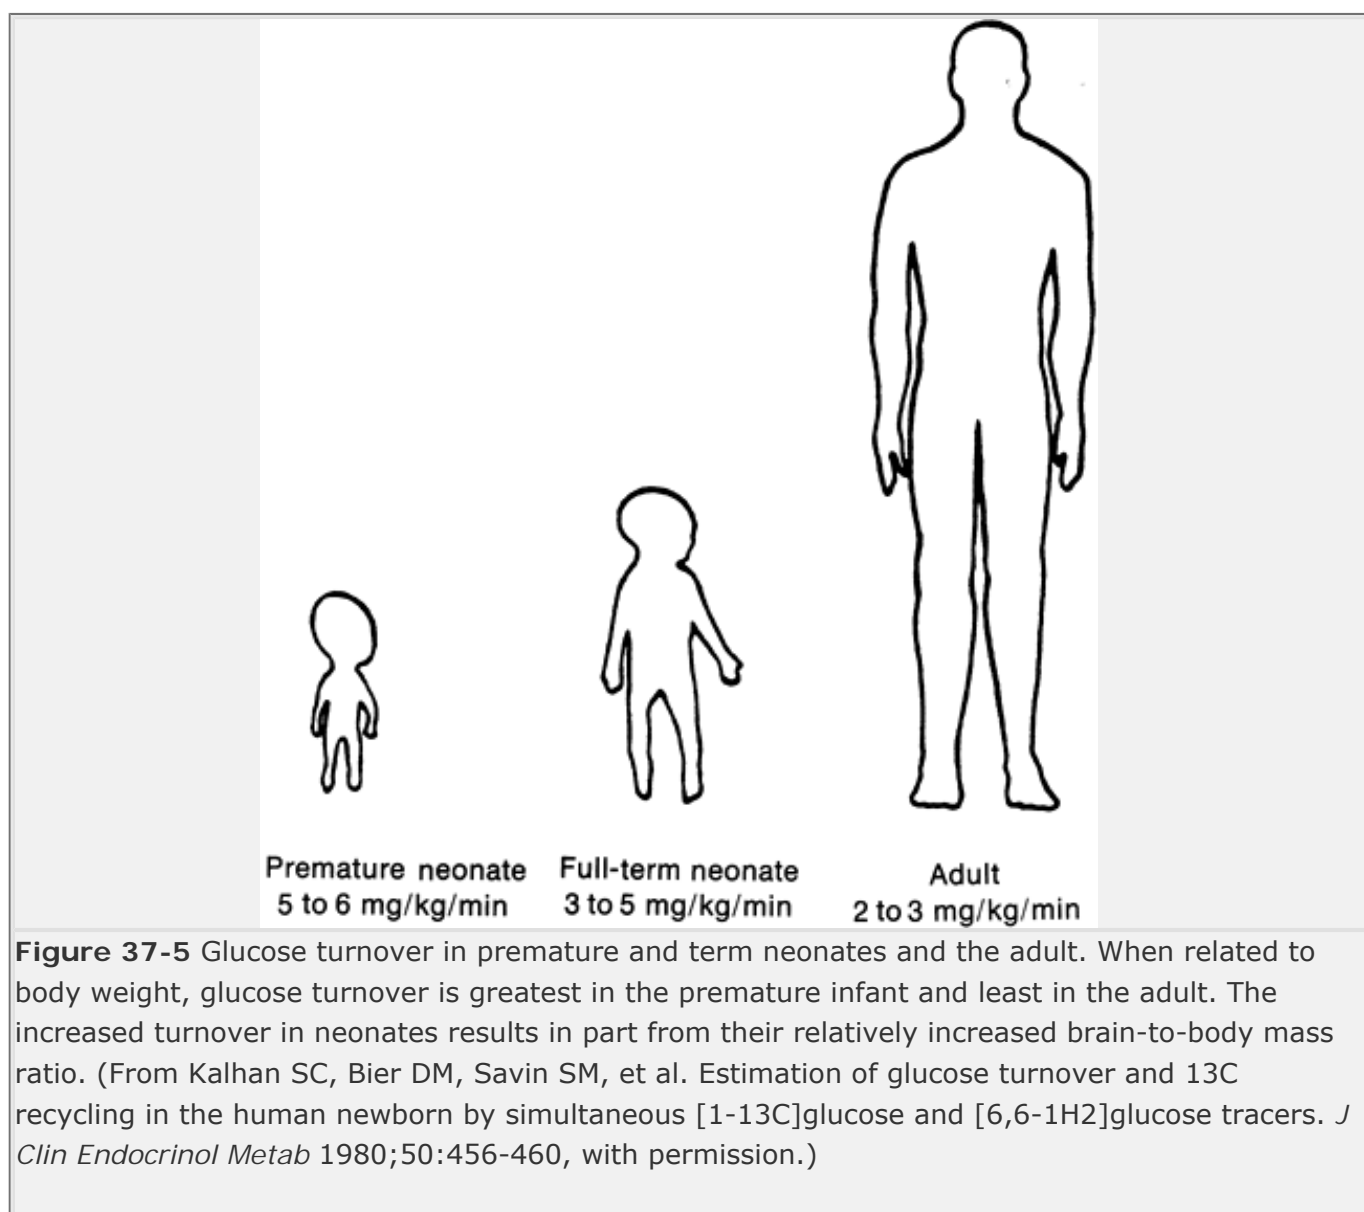 Premature neonate
5 to 6 mg/kg/min
Full-term neonate
3 to 5 mg/kg/min
Adult
2 to 3 mg/kg/min
Figure 37-5 Glucose turnover in premature and term neonates and the adult. When related to
body weight, glucose turnover is greatest in the premature infant and least in the adult. The
increased turnover in neonates results in part from their relatively increased brain-to-body mass
ratio. (From Kalhan SC, Bier DM, Savin SM, et al. Estimation of glucose turnover and 13C
recycling in the human newborn by simultaneous [1-13C]glucose and [6,6-1H2]glucose tracers. J
Clin Endocrinol Metab 1980;50:456-460, with permission.)